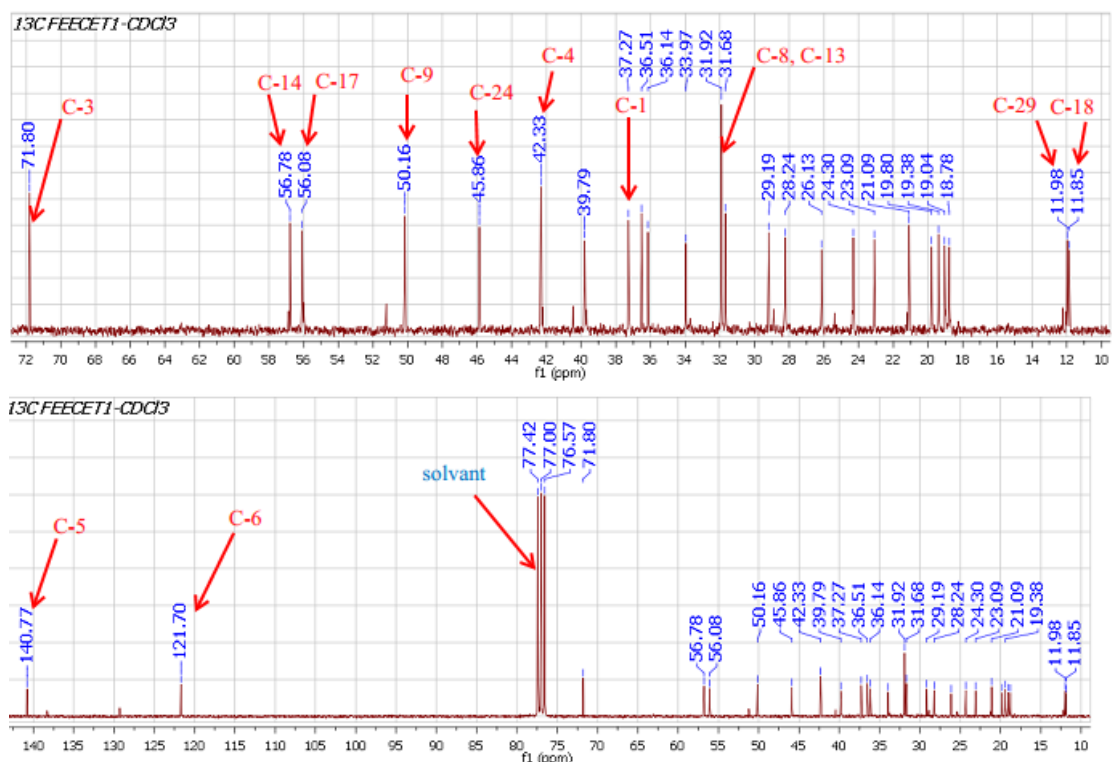 13C FEECET1-CDCl3
37.27
36.51
36.14
33.97
31.92
31.68
C-3
C-14
C-17
C-9
C-24
C-4
C-1
C-8, C-13
C-29
C-18
71.80
56.78
56.08
50.16
45.86
42.33
39.79
29.19
28.24
26.13
24.30
23.09
21.09
19.80
19.38
19.04
18.78
11.98
11.85
72 70 68 66 64 62 60 58 56 54 52 50 48 46 44 42 40 38 36 34 32 30 28 26 24 22 20 18 16 14 12 10
f1 (ppm)
13C FEECET1-CDCl3
77.42
77.00
76.57
71.80
solvant
C-5
C-6
140.77
121.70
56.78
56.08
50.16
45.86
42.33
39.79
37.27
36.51
36.14
31.92
31.68
29.19
28.24
24.30
23.09
21.09
19.38
11.98
11.85
140 135 130 125 120 115 110 105 100 95 90 85 80 75 70 65 60 55 50 45 40 35 30 25 20 15 10
f1 (ppm)